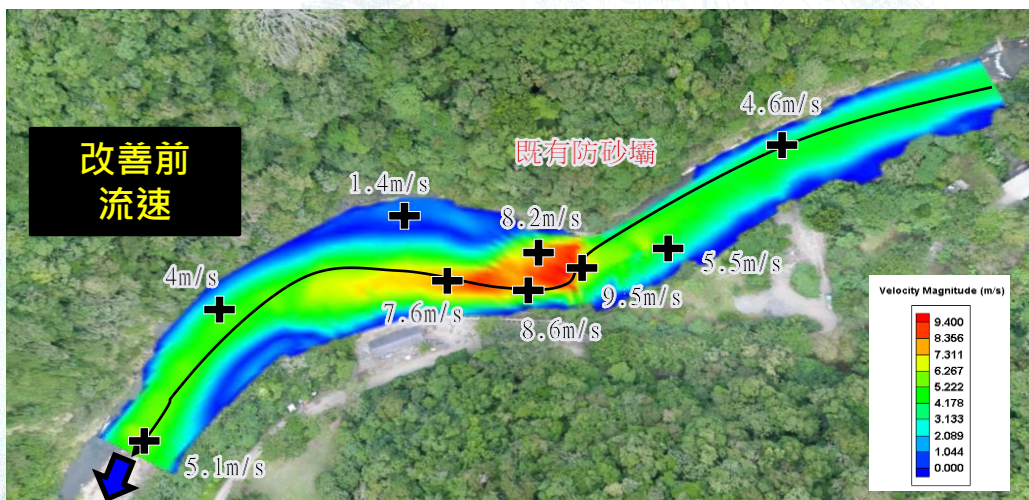 改善前
流速
4.6m/s
既有防砂壩
1.4m/s
8.2m/s
5.5m/s
4m/s
9.5m/s
7.6m/s
8.6m/s
5.1m/s
Velocity Magnitude (m/s)
9.400
8.356
7.311
6.267
5.222
4.178
3.133
2.089
1.044
0.000